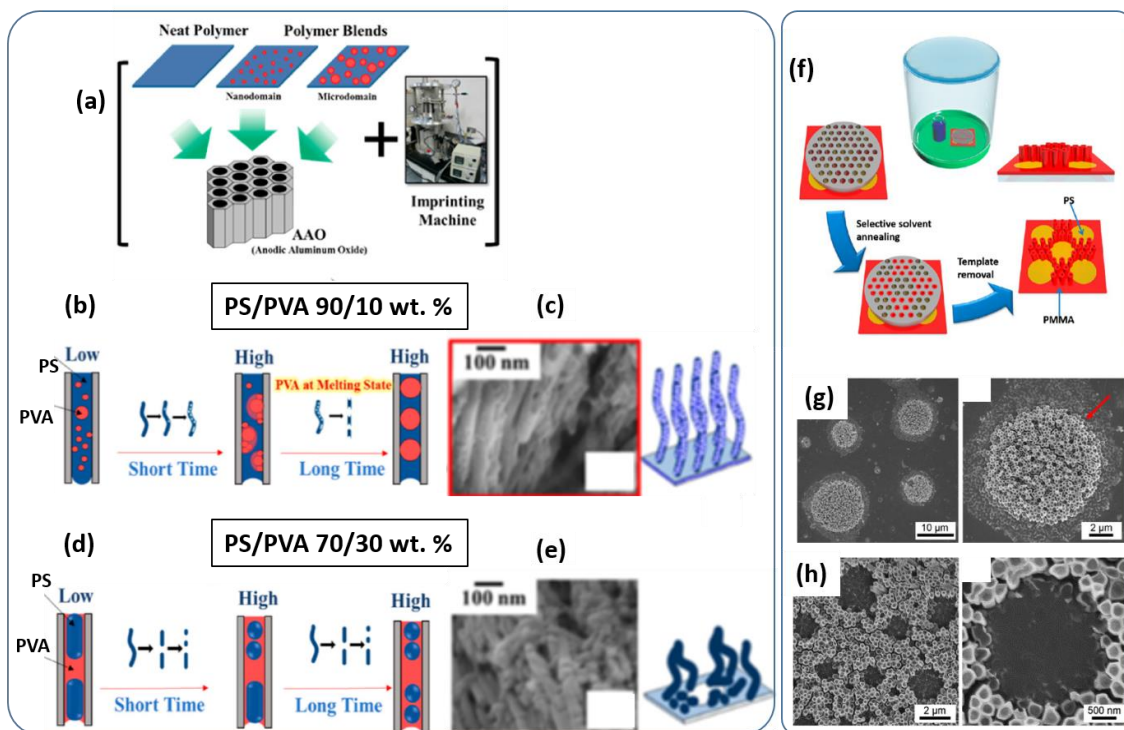 Neat Polymer
Polymer Blends
(a)
Nanodomain
Microdomain
+
Imprinting
Machine
AAO
(Anodic Aluminum Oxide)
(b)
PS/PVA 90/10 wt. %
(c)
PS
Low
High
High
PVA at Melting State
PVA
Short Time
Long Time
100 nm
(d)
PS/PVA 70/30 wt. %
(e)
PS
Low
High
High
PVA
Short Time
Long Time
100 nm
(f)
Selective solvent
annealing
Template
removal
PS
PMMA
(g)
10 µm
2 µm
(h)
2 µm
500 nm